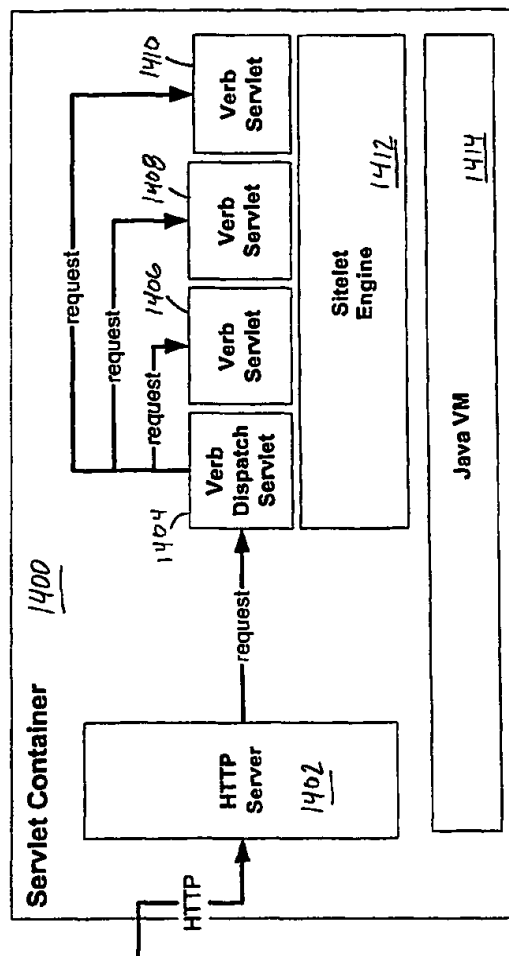 Servlet Container
1400
HTTP
HTTP
Server
1402
request
1404
Verb
Dispatch
Servlet
request
1406
Verb
Servlet
request
1408
Verb
Servlet
request
1410
Verb
Servlet
Sitelet
Engine
1412
Java VM
1414